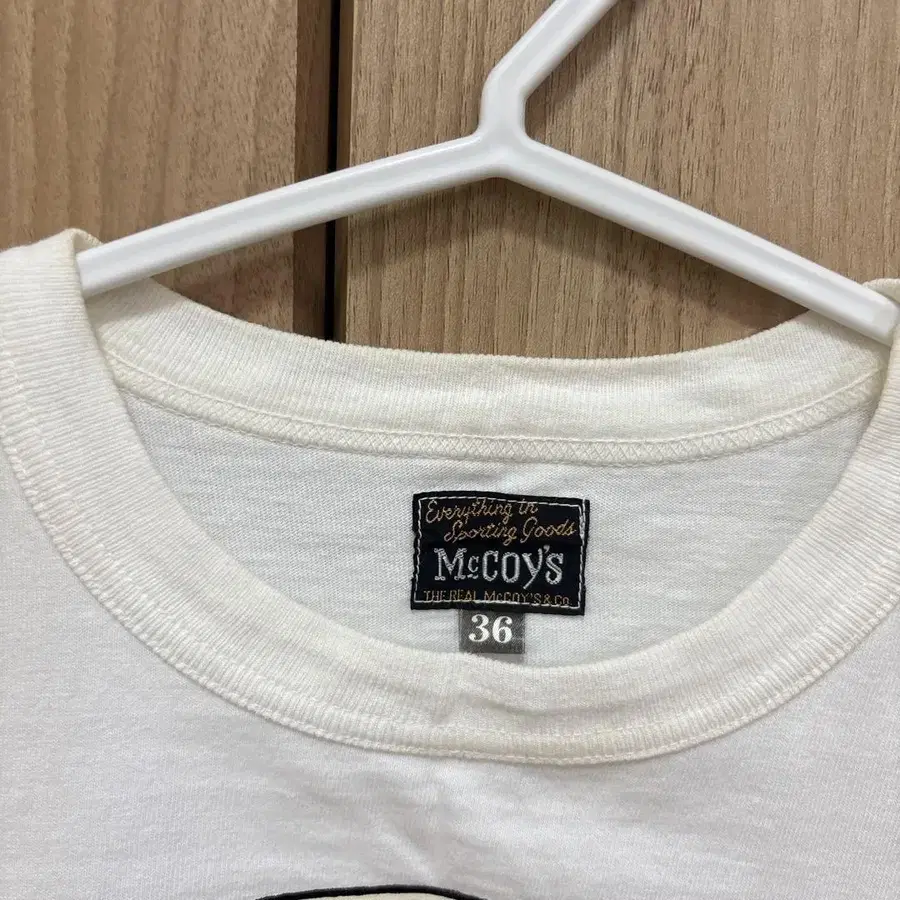 Everything in
Sporting Goods
McCOY'S
THE REAL McCOY'S & Co.
36